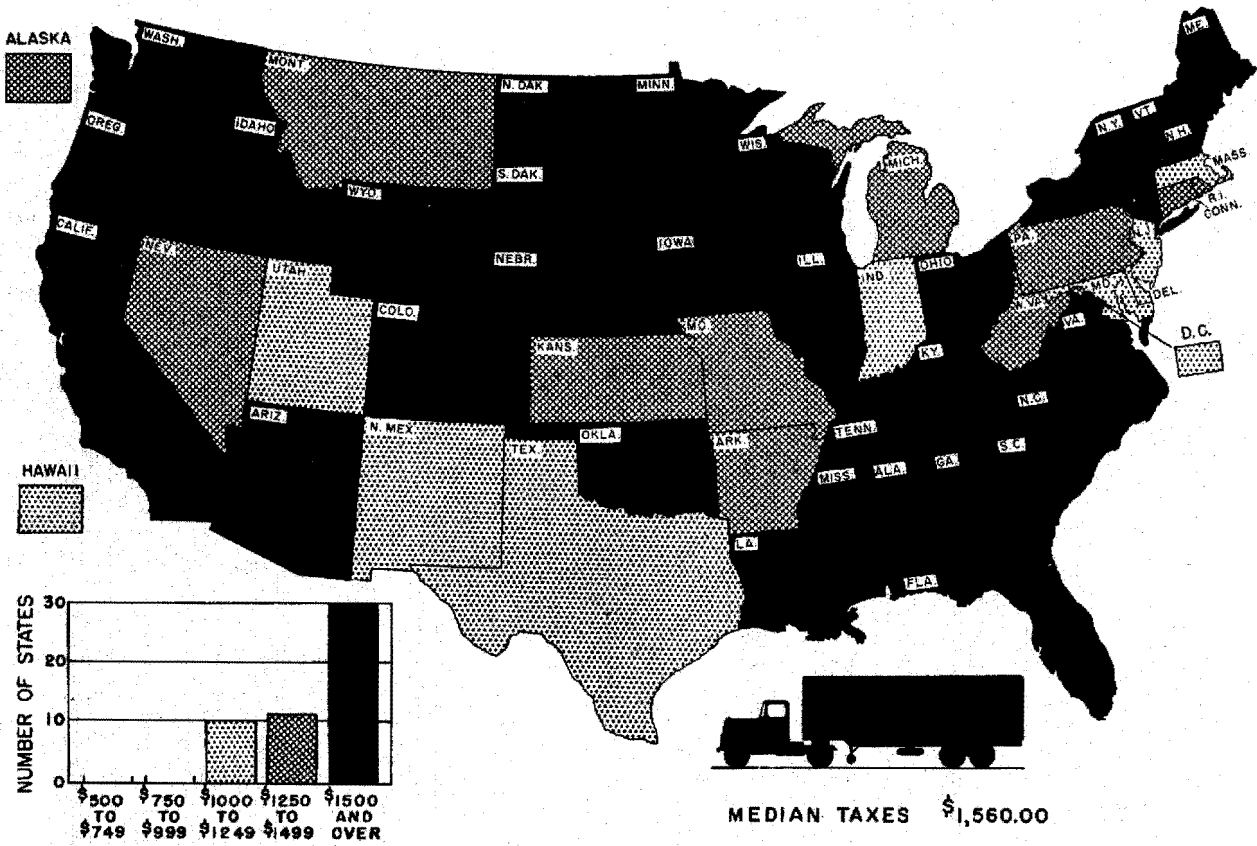 ALASKA
WASH.
MONT.
N. DAK.
MINN.
ME.
OREG.
IDAHO
WIS.
N.Y.
VT.
N.H.
MICH.
MASS.
S. DAK.
WYO.
R.I.
CONN.
CALIF.
NEV.
UTAH
NEBR.
IOWA
ILL.
IND.
OHIO
PA.
N.J.
COLO.
W. VA.
MD.
DEL.
VA.
D.C.
KANS.
MO.
KY.
ARIZ.
N. MEX.
TEX.
OKLA.
ARK.
TENN.
N.C.
S.C.
MISS.
ALA.
GA.
HAWAII
LA.
FLA.
NUMBER OF STATES
30
20
10
0
$500 TO $749
$750 TO $999
$1000 TO $1249
$1250 TO $1499
$1500 AND OVER
MEDIAN TAXES $1,560.00